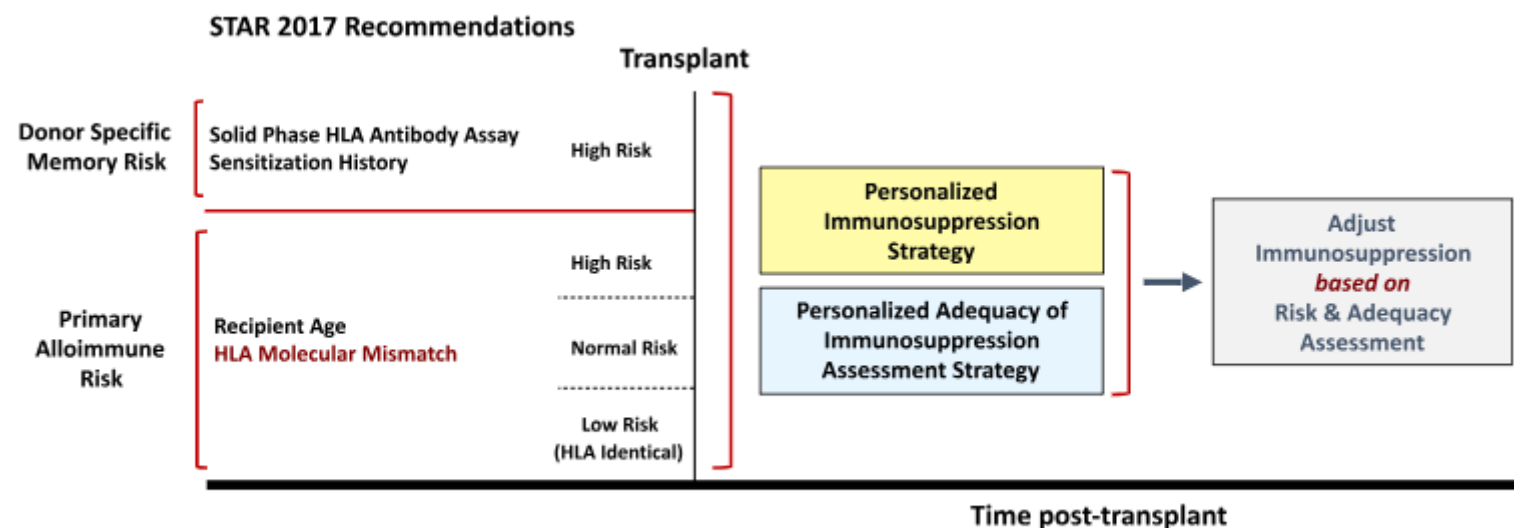 STAR 2017 Recommendations
Transplant
Donor Specific
Memory Risk
Solid Phase HLA Antibody Assay
Sensitization History
High Risk
Primary
Alloimmune
Risk
Recipient Age
HLA Molecular Mismatch
High Risk
Normal Risk
Low Risk
(HLA Identical)
Personalized
Immunosuppression
Strategy
Personalized Adequacy of
Immunosuppression
Assessment Strategy
Adjust
Immunosuppression
based on
Risk & Adequacy
Assessment
Time post-transplant